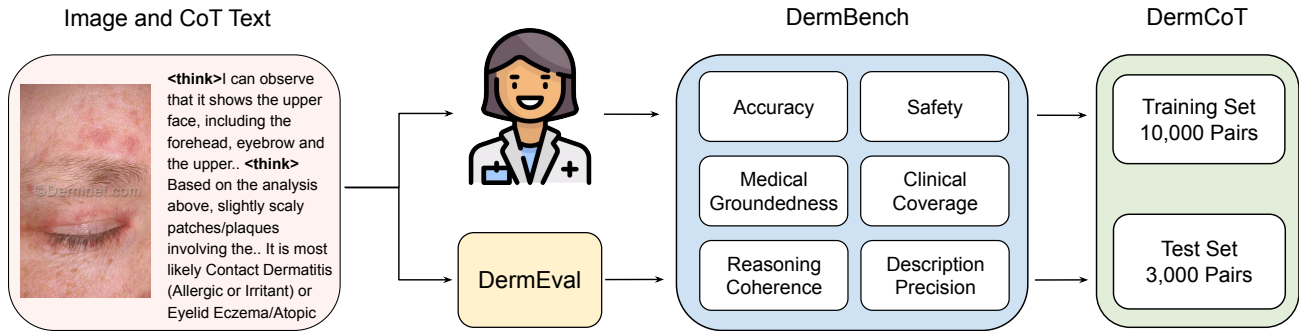 Image and CoT Text
DermBench
DermCoT
<think>I can observe
that it shows the upper
face, including the
forehead, eyebrow and
the upper.. <think>
Based on the analysis
above, slightly scaly
patches/plaques
involving the.. It is most
likely Contact Dermatitis
(Allergic or Irritant) or
Eyelid Eczema/Atopic
©Dermnet.com
DermEval
Accuracy
Safety
Medical
Groundedness
Clinical
Coverage
Reasoning
Coherence
Description
Precision
Training Set
10,000 Pairs
Test Set
3,000 Pairs